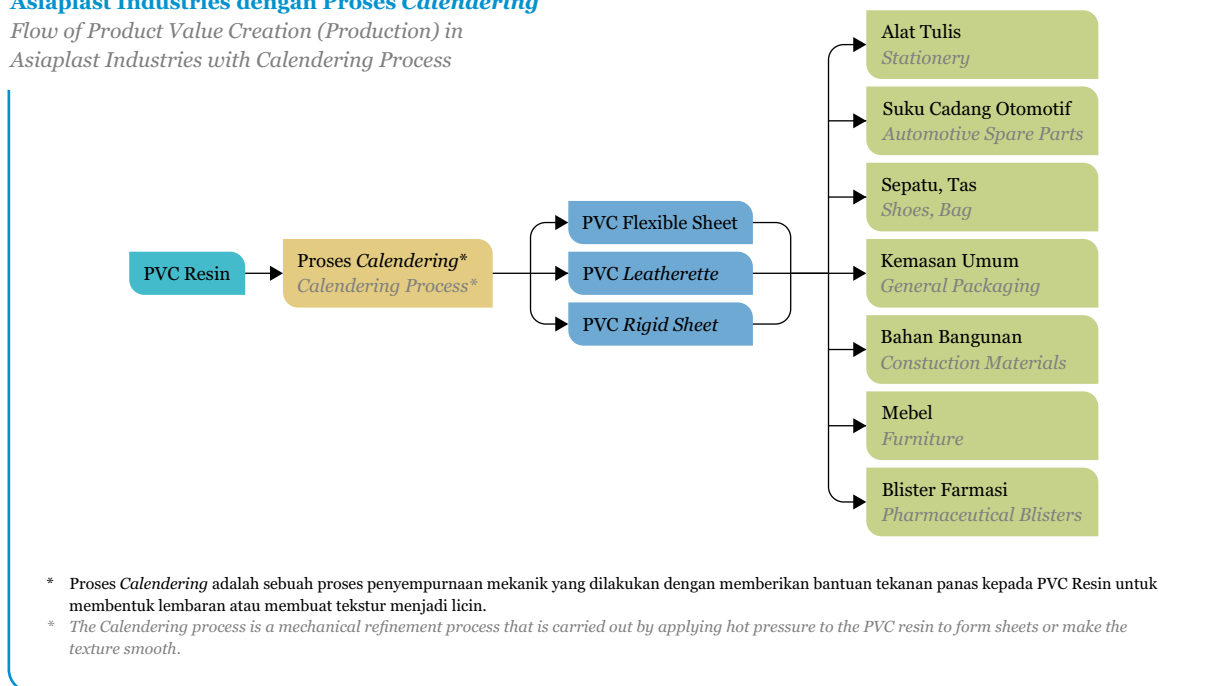 Asiaplast Industries dengan Proses Calendering
Flow of Product Value Creation (Production) in
Asiaplast Industries with Calendering Process
PVC Resin
Proses Calendering*
Calendering Process*
PVC Flexible Sheet
PVC Leatherette
PVC Rigid Sheet
Alat Tulis
Stationery
Suku Cadang Otomotif
Automotive Spare Parts
Sepatu, Tas
Shoes, Bag
Kemasan Umum
General Packaging
Bahan Bangunan
Constuction Materials
Mebel
Furniture
Blister Farmasi
Pharmaceutical Blisters
* Proses Calendering adalah sebuah proses penyempurnaan mekanik yang dilakukan dengan memberikan bantuan tekanan panas kepada PVC Resin untuk
membentuk lembaran atau membuat tekstur menjadi licin.
* The Calendering process is a mechanical refinement process that is carried out by applying hot pressure to the PVC resin to form sheets or make the
texture smooth.